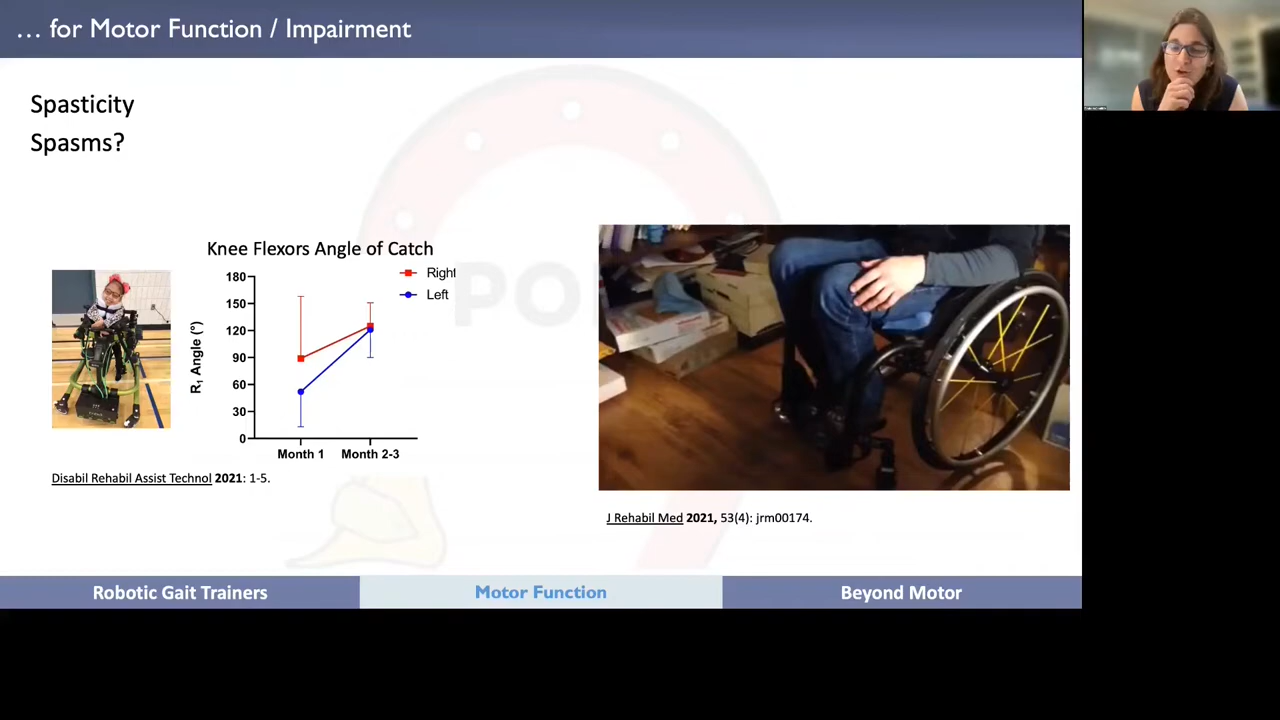 … for Motor Function / Impairment
Spasticity
Spasms?
Knee Flexors Angle of Catch
Right
Left
180
150
120
90
60
30
0
R1 Angle (°)
Month 1
Month 2-3
Disabil Rehabil Assist Technol 2021: 1-5.
J Rehabil Med 2021, 53(4): jrm00174.
Robotic Gait Trainers
Motor Function
Beyond Motor